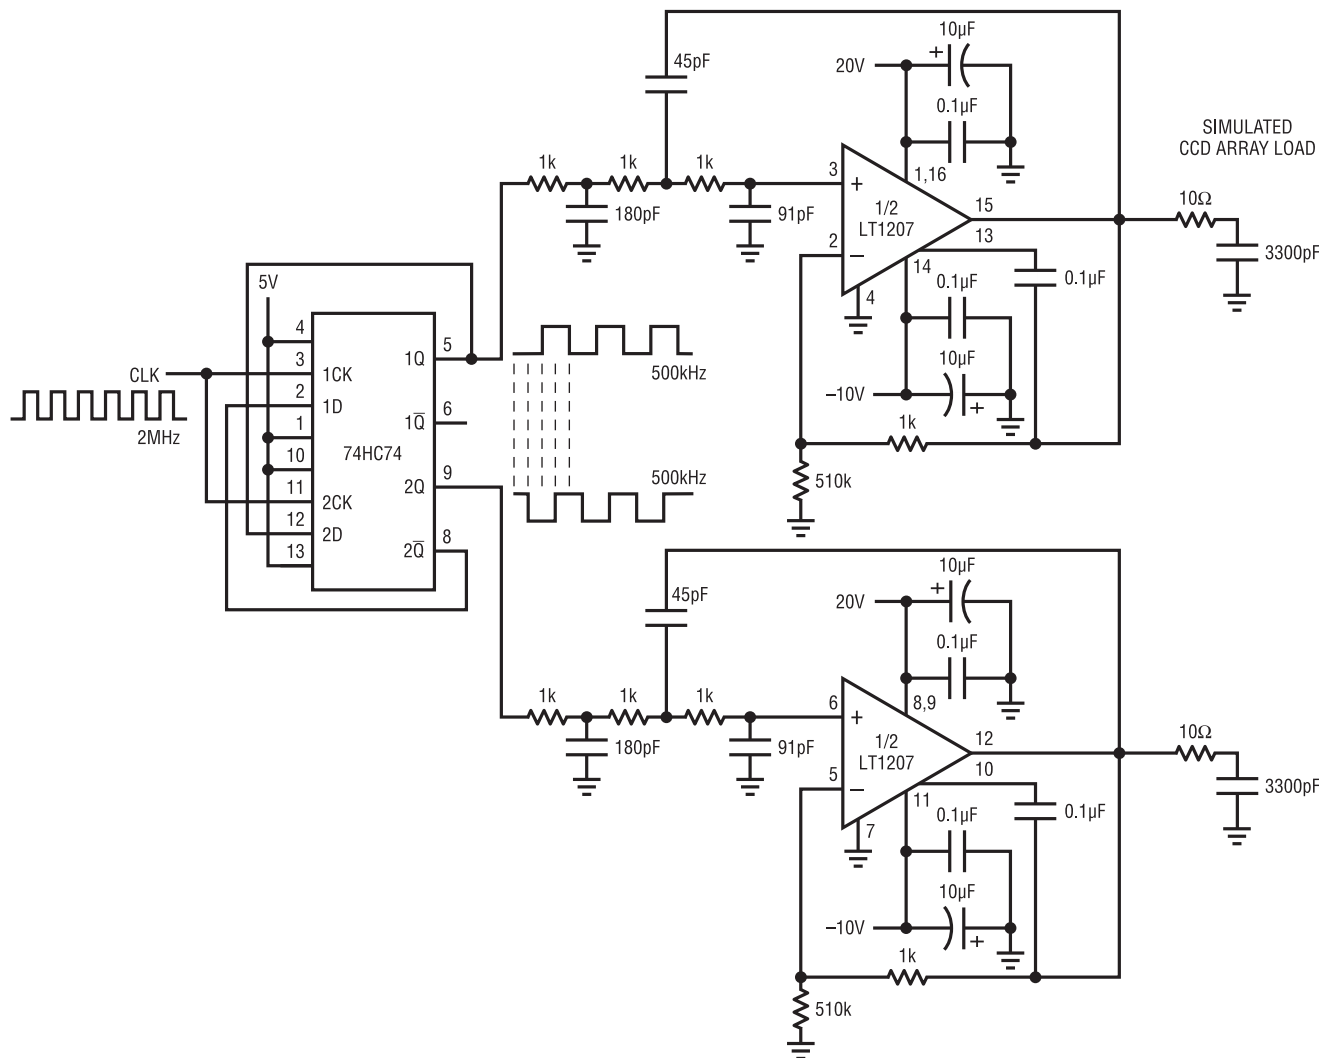 10µF
+
45pF
20V
0.1µF
SIMULATED
CCD ARRAY LOAD
1k
1k
1k
3
+
1,16
10Ω
180pF
91pF
1/2
LT1207
15
13
2
–
14
3300pF
5V
0.1µF
0.1µF
4
4
5
1Q
10µF
3
CLK
1CK
500kHz
–10V
+
2
1D
6
1Q̅
1k
2MHz
1
74HC74
10
9
510k
11
2CK
2Q
500kHz
12
2D
8
2Q̅
13
10µF
+
45pF
20V
0.1µF
1k
1k
1k
6
+
8,9
10Ω
180pF
91pF
1/2
LT1207
12
10
5
–
11
3300pF
0.1µF
0.1µF
7
10µF
–10V
+
1k
510k